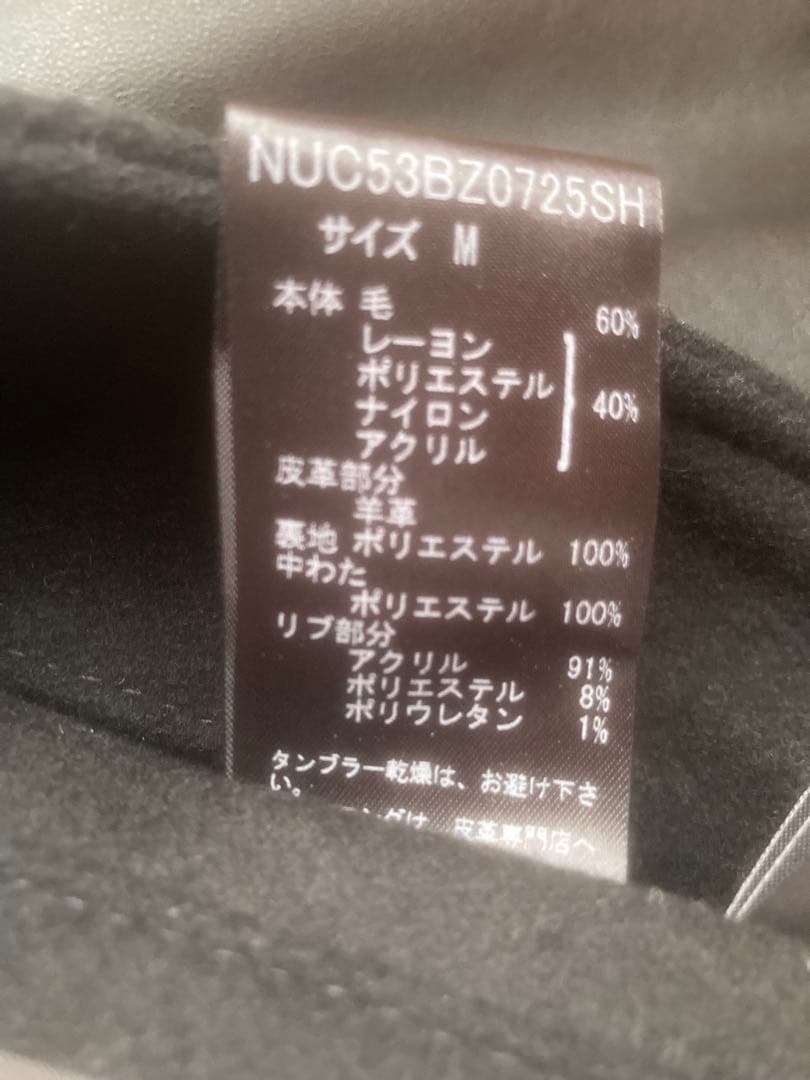 NUC53BZ0725SH
サイズ M
本体 毛 60%
レーヨン
ポリエステル 40%
ナイロン
アクリル
皮革部分
羊革
裏地 ポリエステル 100%
中わた
ポリエステル 100%
リブ部分
アクリル 91%
ポリエステル 8%
ポリウレタン 1%
タンブラー乾燥は、お避け下さ
い。
皮革専門店へ